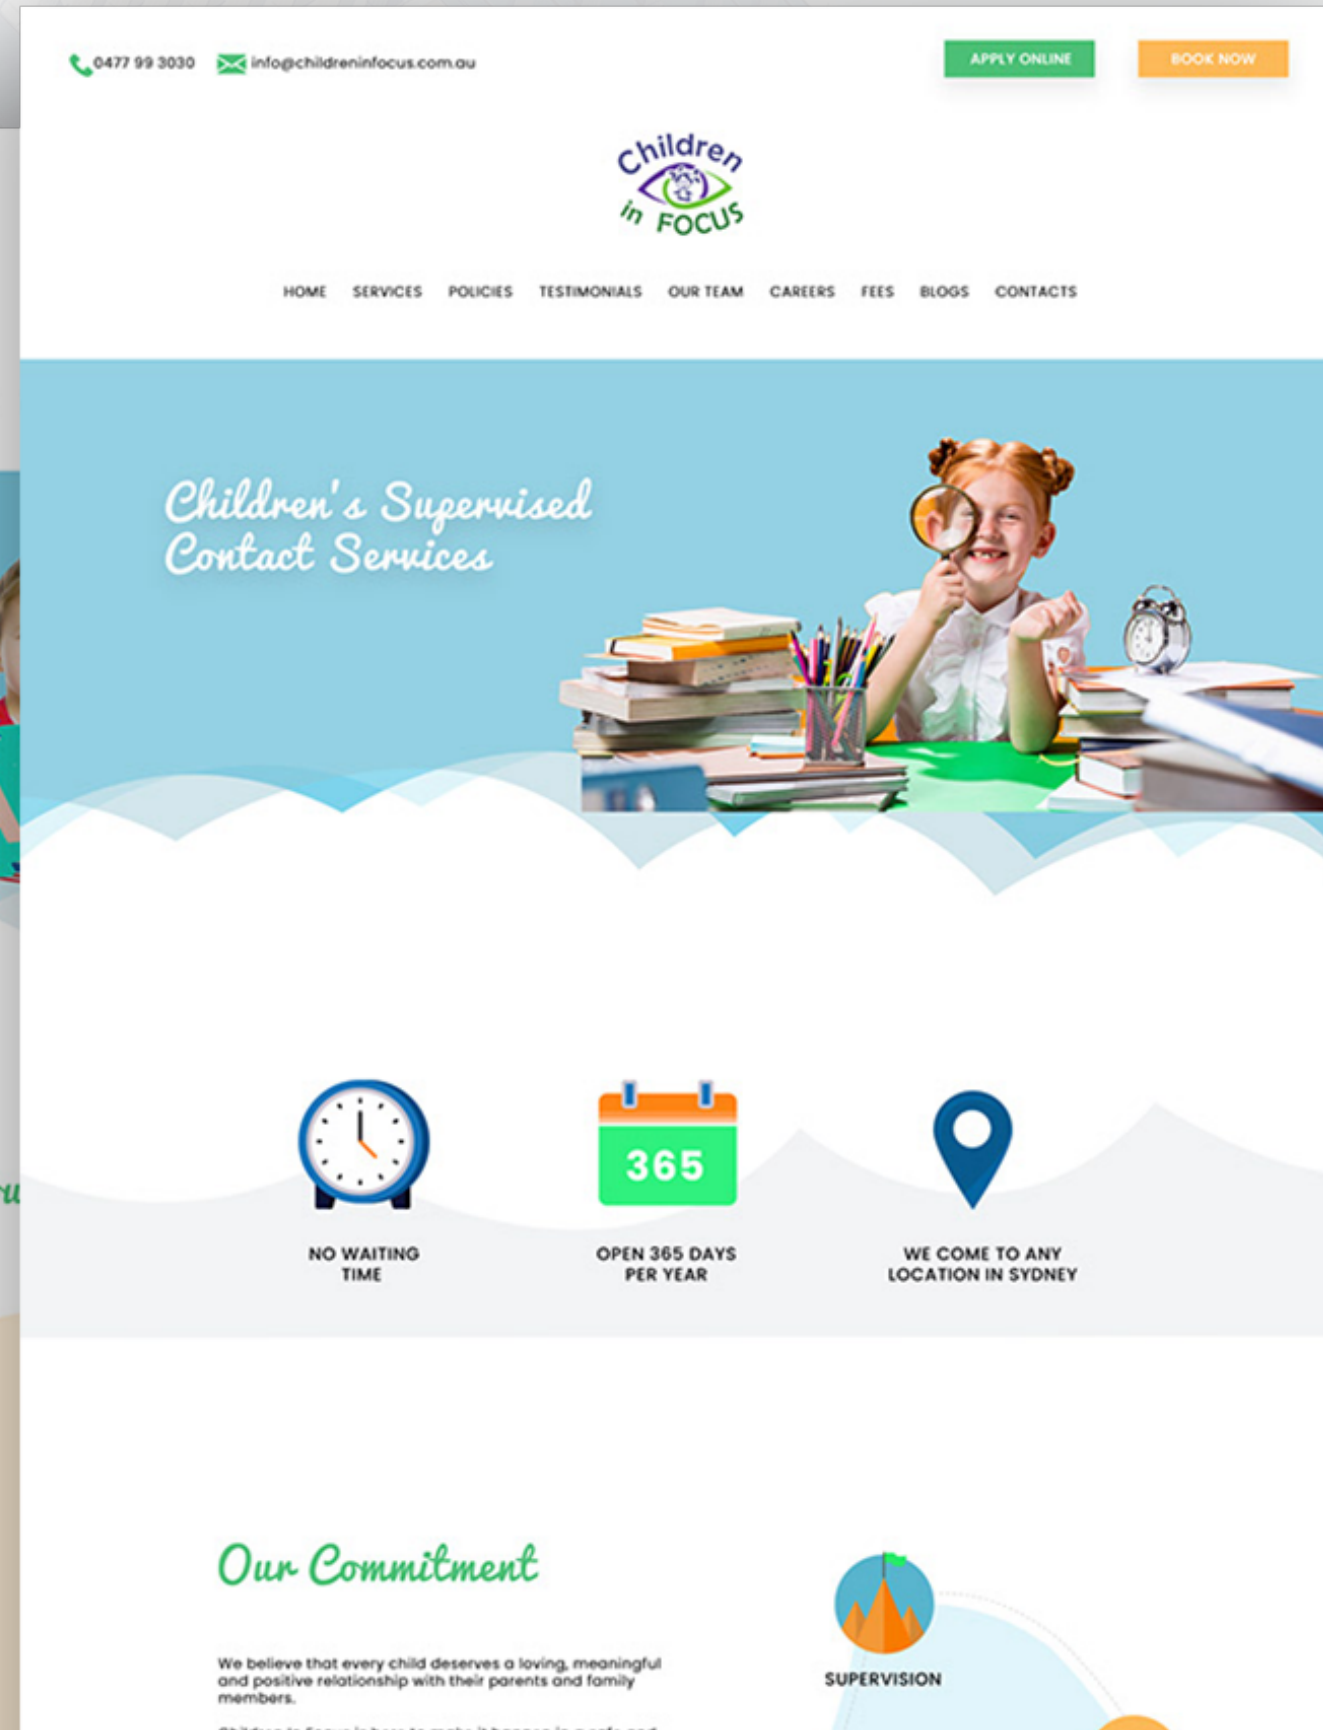 0477 99 3030
info@childreninfocus.com.au
APPLY ONLINE
BOOK NOW
Children
in FOCUS
HOME SERVICES POLICIES TESTIMONIALS OUR TEAM CAREERS FEES BLOGS CONTACTS
Children's Supervised
Contact Services
365
NO WAITING
TIME
OPEN 365 DAYS
PER YEAR
WE COME TO ANY
LOCATION IN SYDNEY
Our Commitment
We believe that every child deserves a loving, meaningful
and positive relationship with their parents and family
members.
SUPERVISION